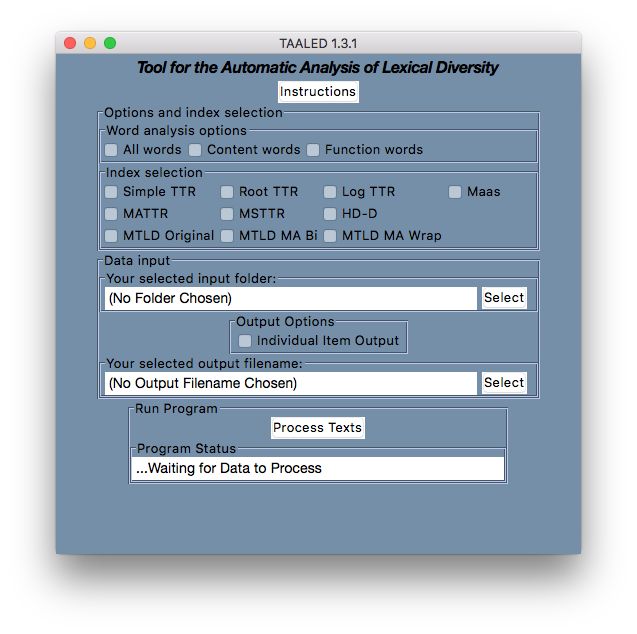 TAALED 1.3.1
Tool for the Automatic Analysis of Lexical Diversity
Instructions
Options and index selection
Word analysis options
All words Content words Function words
Index selection
Simple TTR Root TTR Log TTR Maas
MATTR MSTTR HD-D
MTLD Original MTLD MA Bi MTLD MA Wrap
Data input
Your selected input folder:
(No Folder Chosen) Select
Output Options
Individual Item Output
Your selected output filename:
(No Output Filename Chosen) Select
Run Program
Process Texts
Program Status
...Waiting for Data to Process